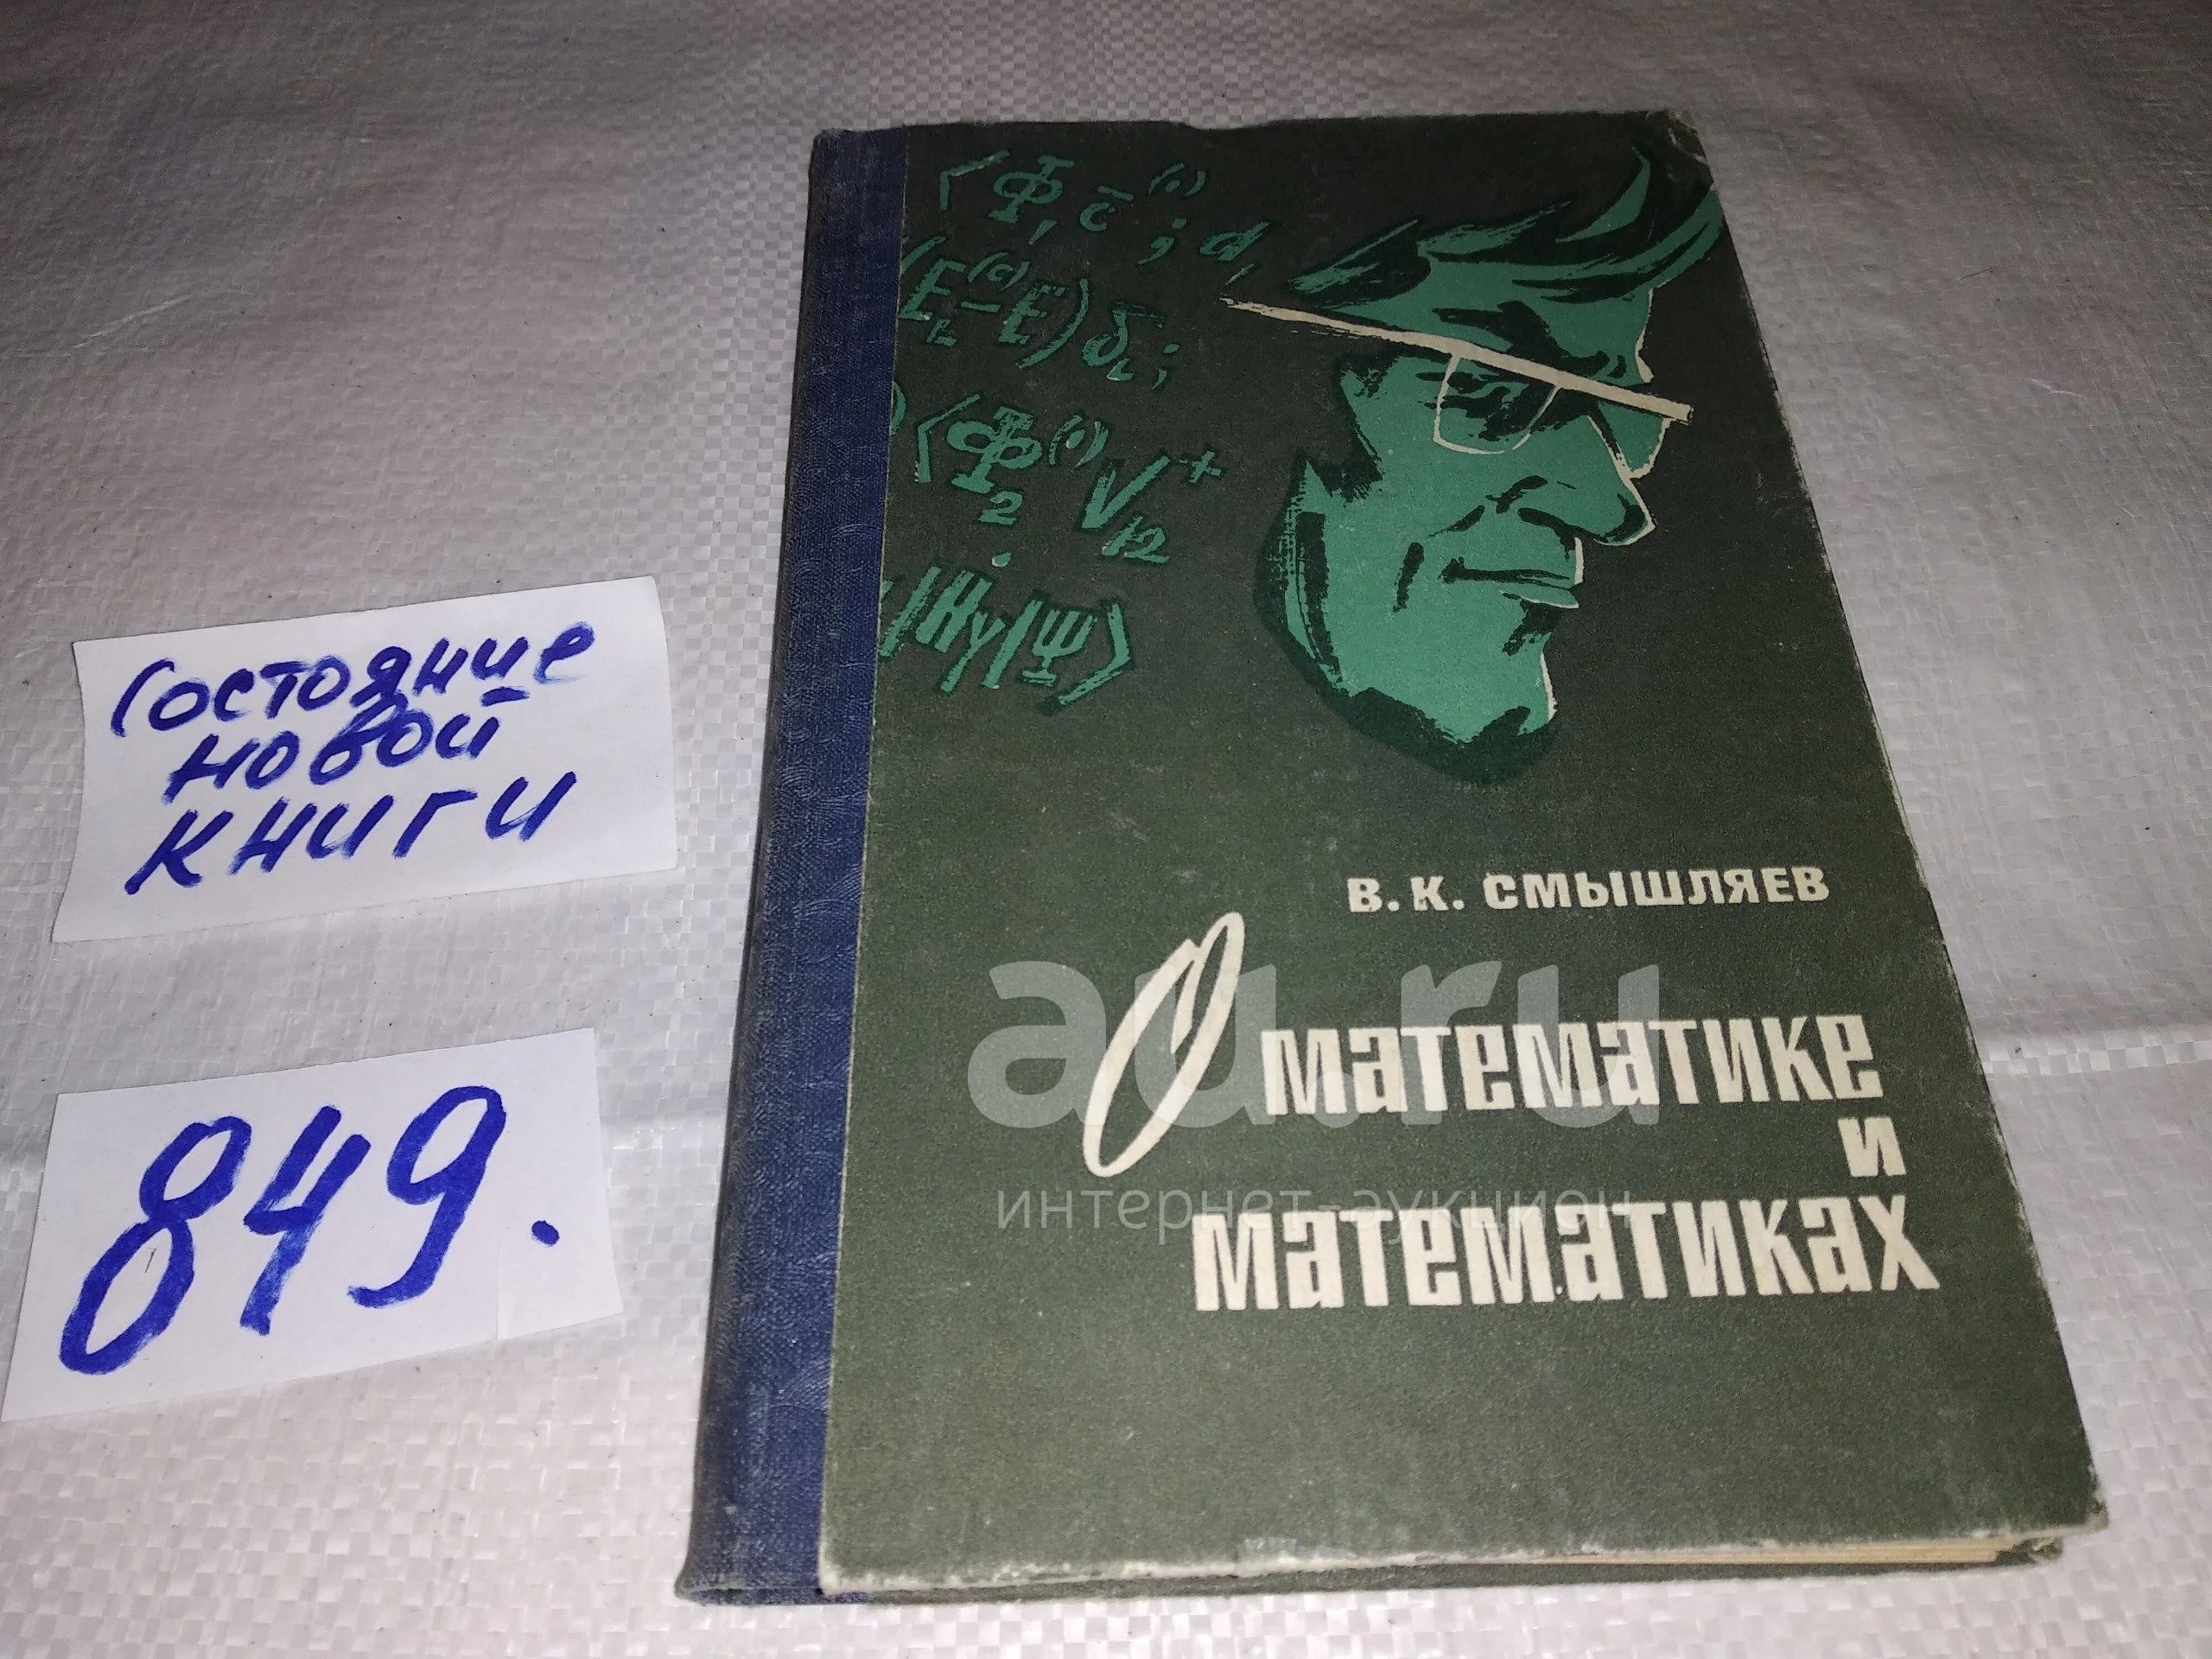 Состояние
новой
книги
849.
В. К. СМЫШЛЯЕВ
О математике
и
математиках
au.ru
интернет-аукцион